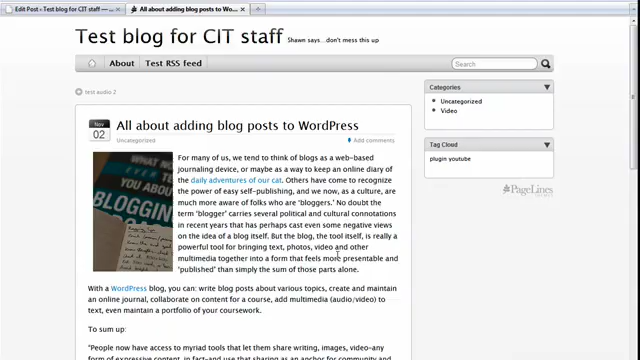 Edit Post ‹ Test blog for CIT staff — ...
All about adding blog posts to Wo...
Test blog for CIT staff
Shawn says...don't mess this up
About
Test RSS feed
Search
test audio 2
Nov
02
All about adding blog posts to WordPress
Uncategorized
Add comments
For many of us, we tend to think of blogs as a web-based
journaling device, or maybe as a way to keep an online diary of
the daily adventures of our cat. Others have come to recognize
the power of easy self-publishing, and we now, as a culture, are
much more aware of folks who are 'bloggers.' No doubt the
term 'blogger' carries several political and cultural connotations
in recent years that has perhaps cast even some negative views
on the idea of a blog itself. But the blog, the tool itself, is really a
powerful tool for bringing text, photos, video and other
multimedia together into a form that feels more presentable and
'published' than simply the sum of those parts alone.
With a WordPress blog, you can: write blog posts about various topics, create and maintain
an online journal, collaborate on content for a course, add multimedia (audio/video) to
text, even maintain a portfolio of your coursework.
To sum up:
"People now have access to myriad tools that let them share writing, images, video–any
form of expressive content, in fact–and use that sharing as an anchor for community and
Categories
Uncategorized
Video
Tag Cloud
plugin youtube
PageLines
WHAT NO
EVER T
YOU AB
BLOGGING